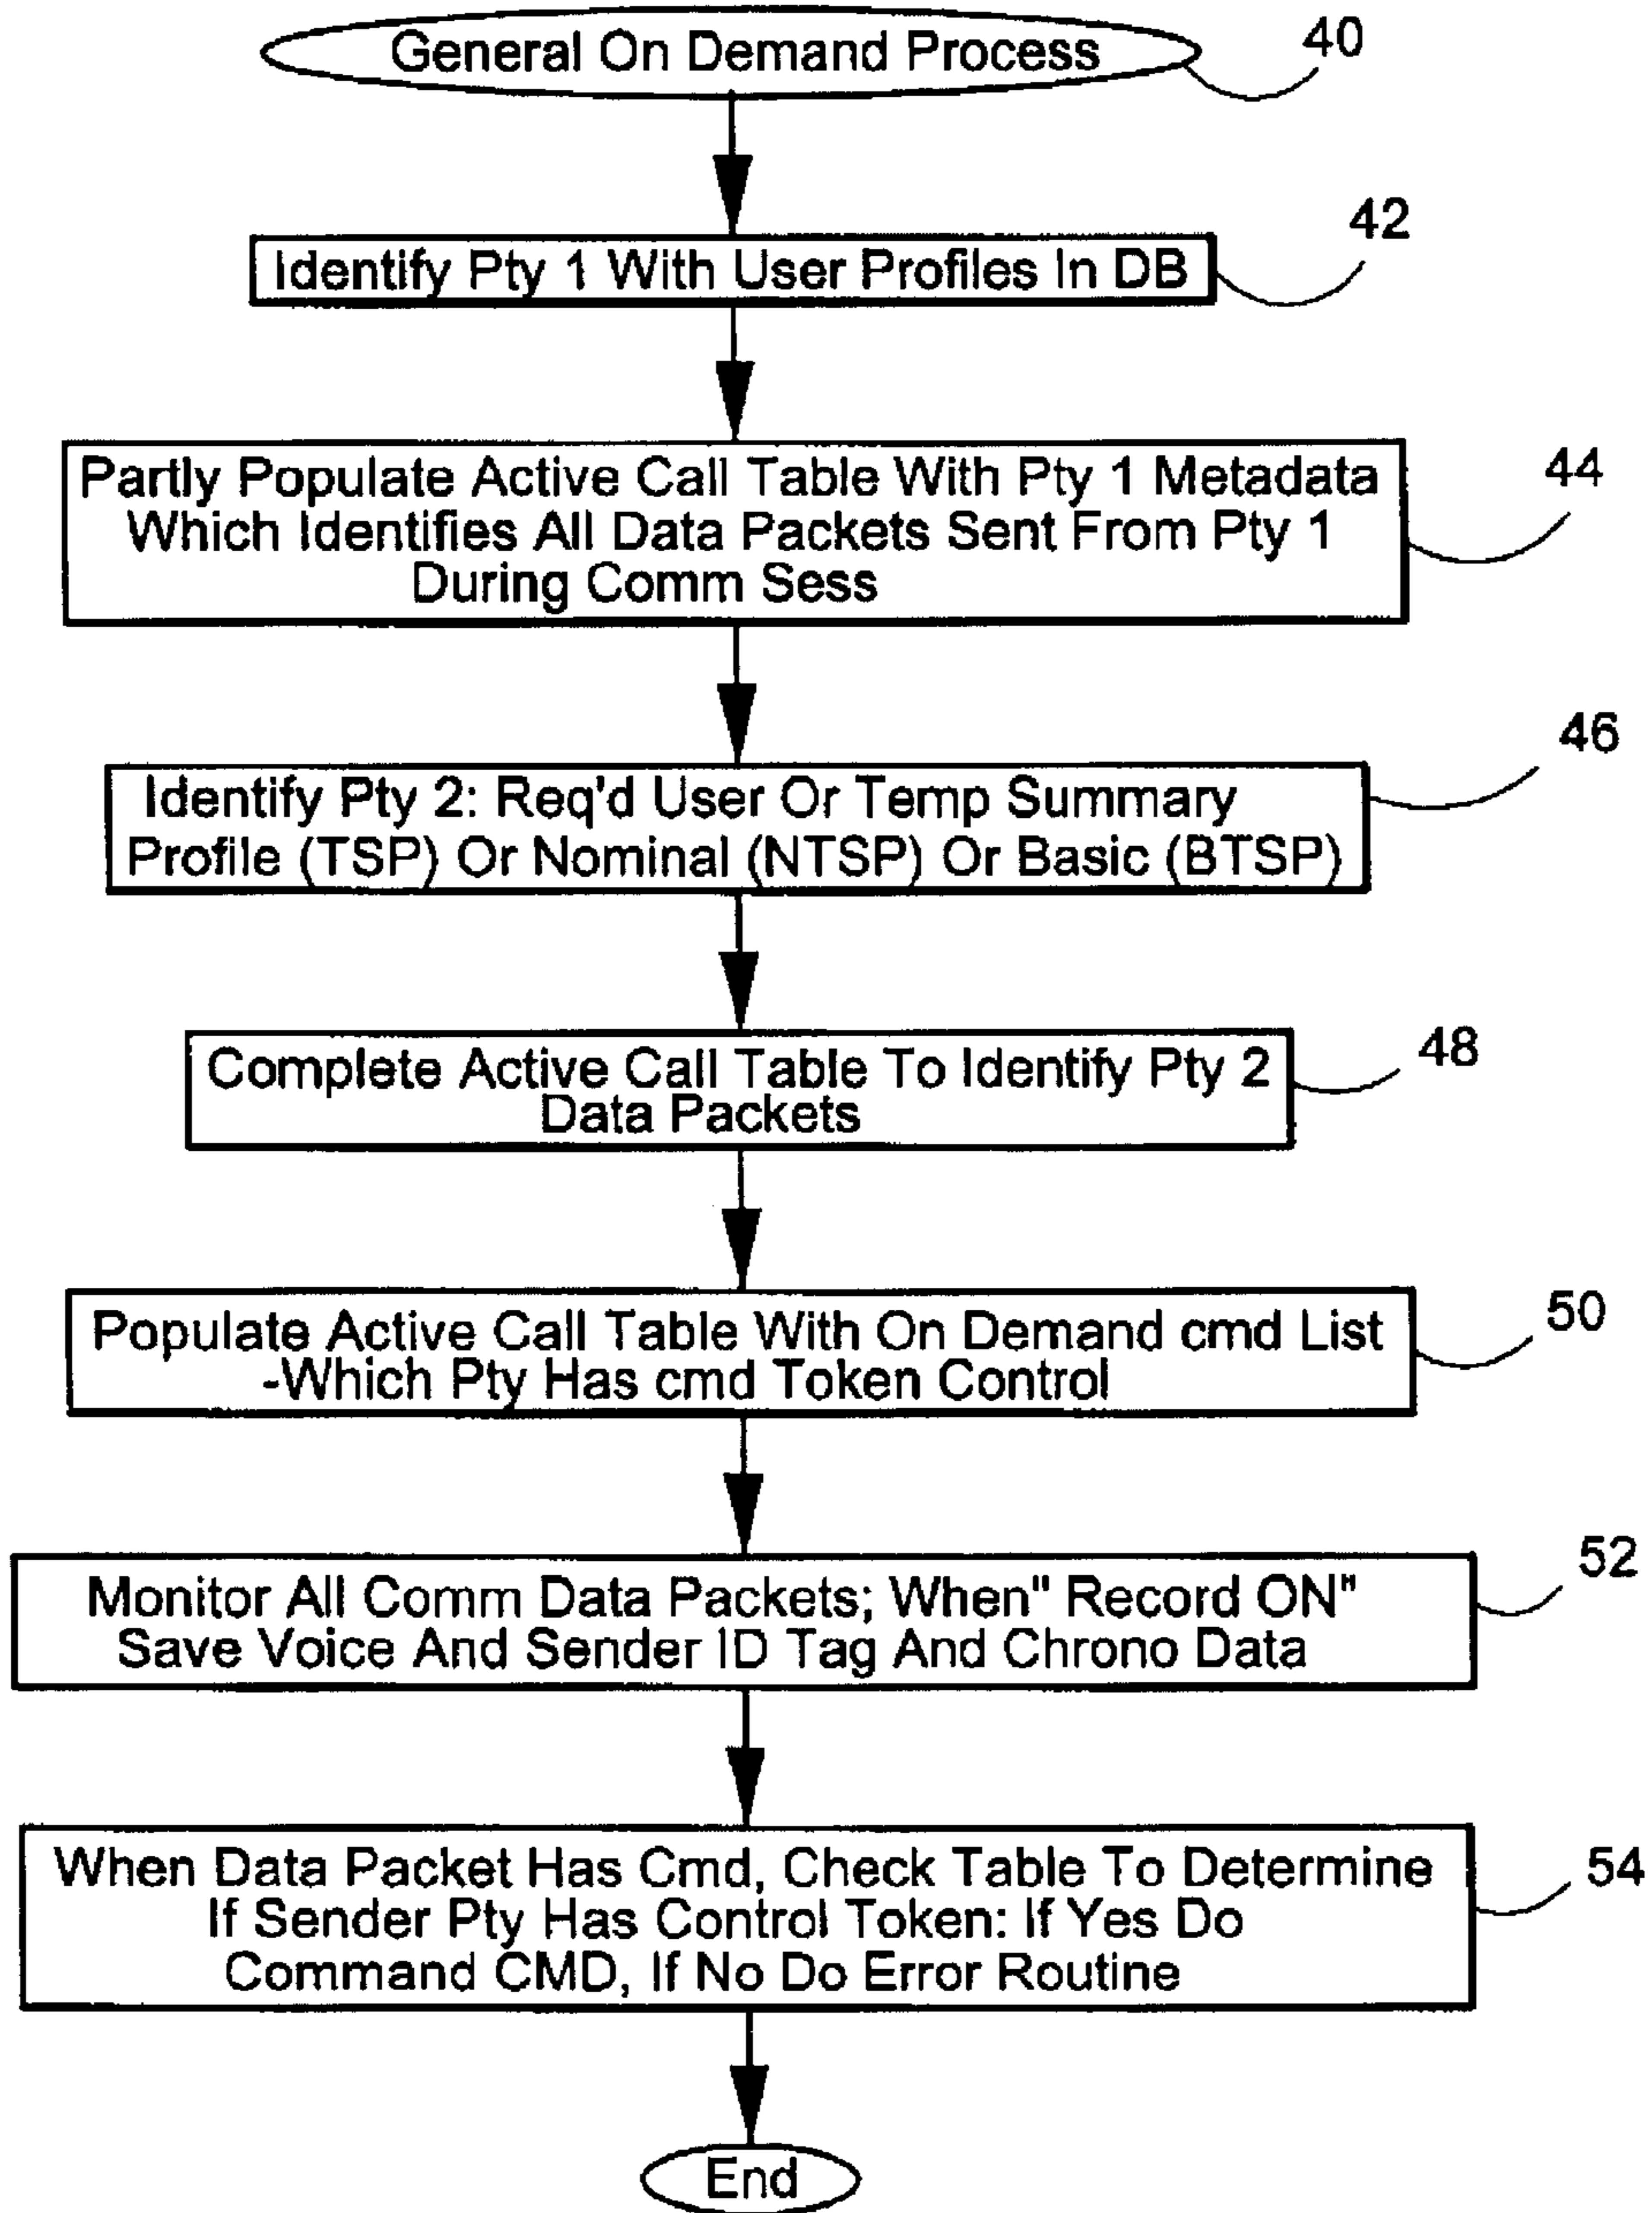 General On Demand Process
40
Identify Pty 1 With User Profiles In DB
42
Partly Populate Active Call Table With Pty 1 Metadata
Which Identifies All Data Packets Sent From Pty 1
During Comm Sess
44
Identify Pty 2: Req'd User Or Temp Summary
Profile (TSP) Or Nominal (NTSP) Or Basic (BTSP)
46
Complete Active Call Table To Identify Pty 2
Data Packets
48
Populate Active Call Table With On Demand cmd List
-Which Pty Has cmd Token Control
50
Monitor All Comm Data Packets; When" Record ON"
Save Voice And Sender ID Tag And Chrono Data
52
When Data Packet Has Cmd, Check Table To Determine
If Sender Pty Has Control Token: If Yes Do
Command CMD, If No Do Error Routine
54
End